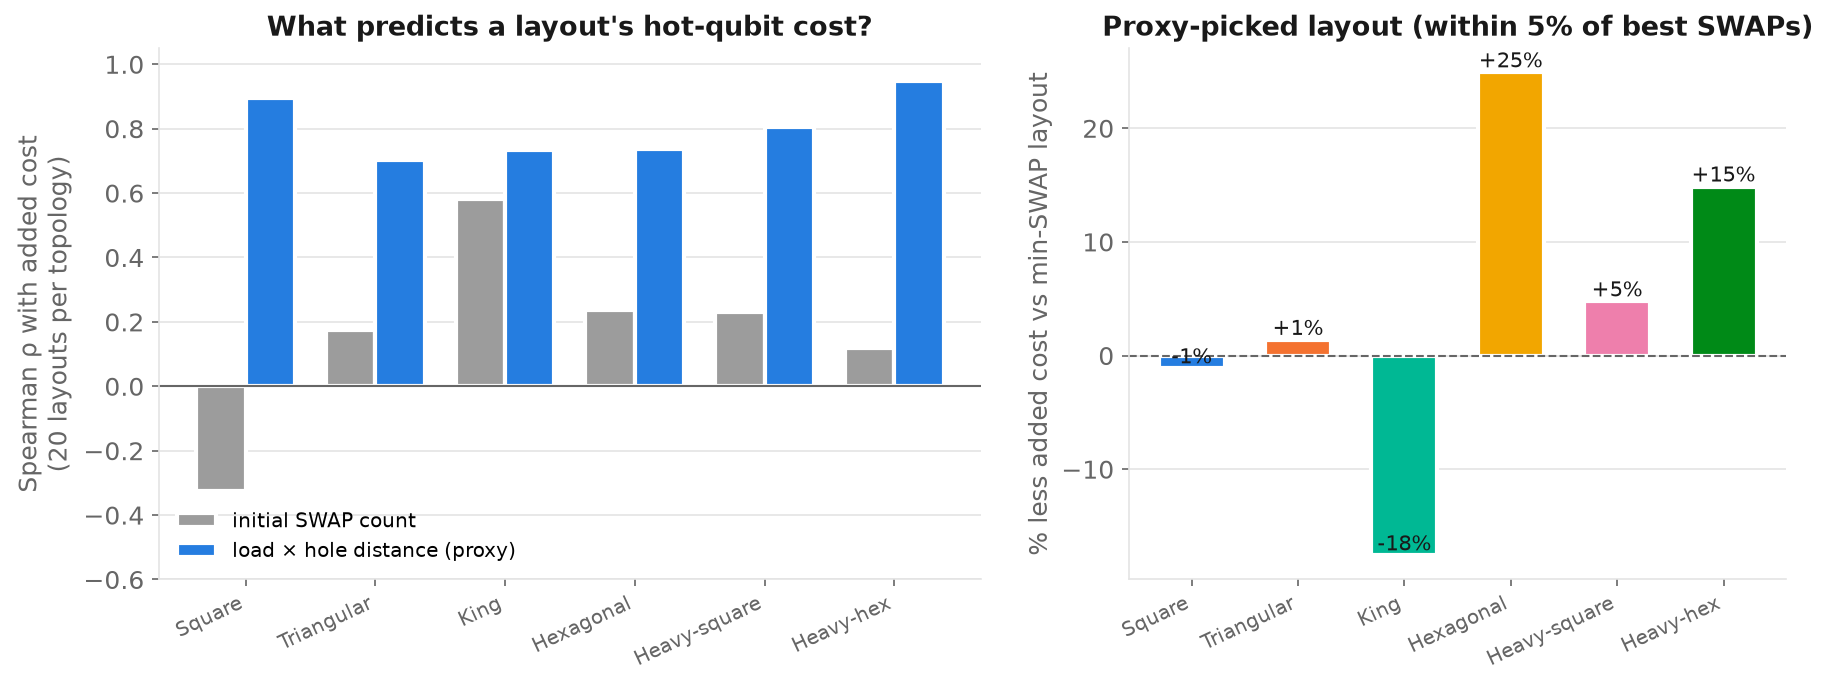 What predicts a layout's hot-qubit cost?
Spearman ρ with added cost
(20 layouts per topology)
1.0
0.8
0.6
0.4
0.2
0.0
−0.2
−0.4
−0.6
initial SWAP count
load × hole distance (proxy)
Square
Triangular
King
Hexagonal
Heavy-square
Heavy-hex
Proxy-picked layout (within 5% of best SWAPs)
% less added cost vs min-SWAP layout
20
10
0
−10
-1%
+1%
-18%
+25%
+5%
+15%
Square
Triangular
King
Hexagonal
Heavy-square
Heavy-hex